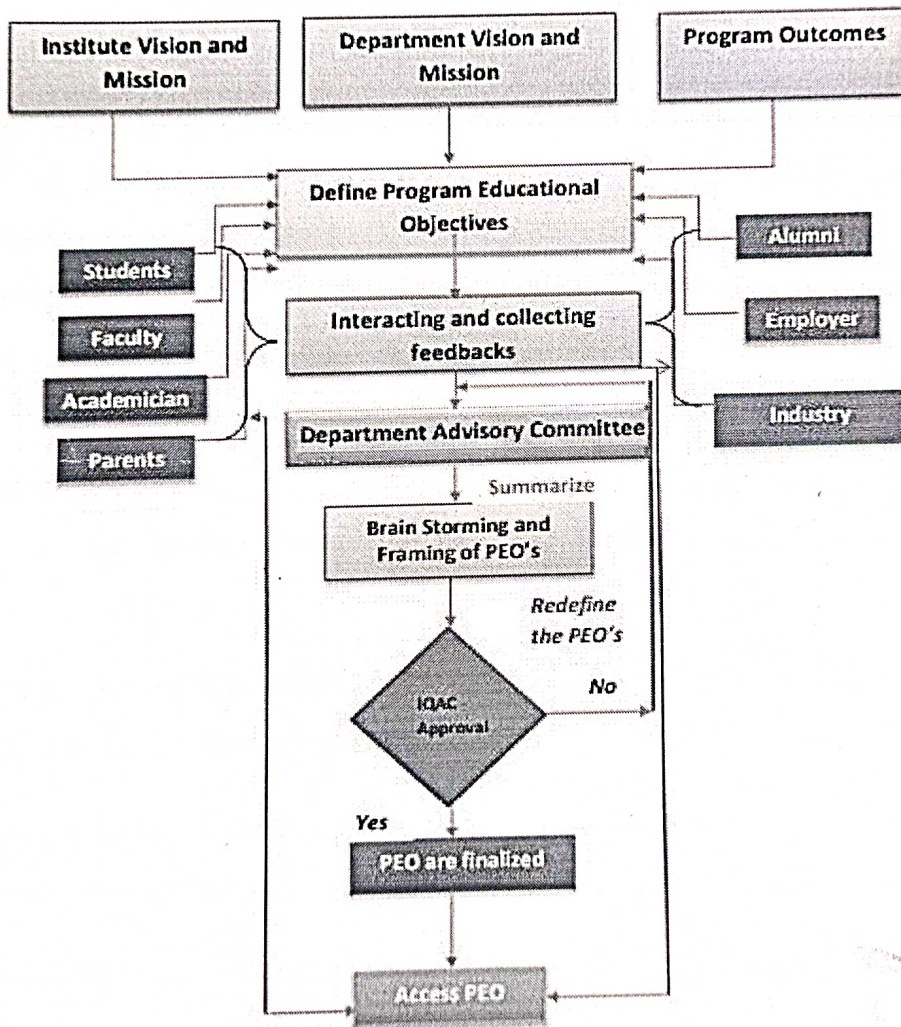 Institute Vision and
Mission
Department Vision and
Mission
Program Outcomes
Define Program Educational
Objectives
Students
Faculty
Academician
Parents
Alumni
Employer
Industry
Interacting and collecting
feedbacks
Department Advisory Committee
Summarize
Brain Storming and
Framing of PEO's
Redefine
the PEO's
No
IQAC -
Approval
Yes
PEO are finalized
Access PEO